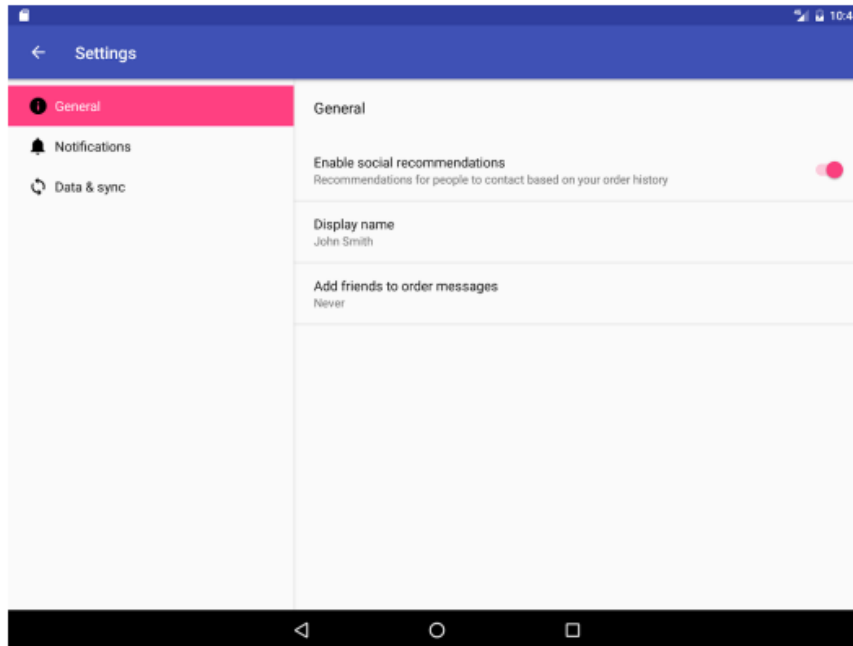 10:4
Settings
General
Notifications
Data & sync
General
Enable social recommendations
Recommendations for people to contact based on your order history
Display name
John Smith
Add friends to order messages
Never